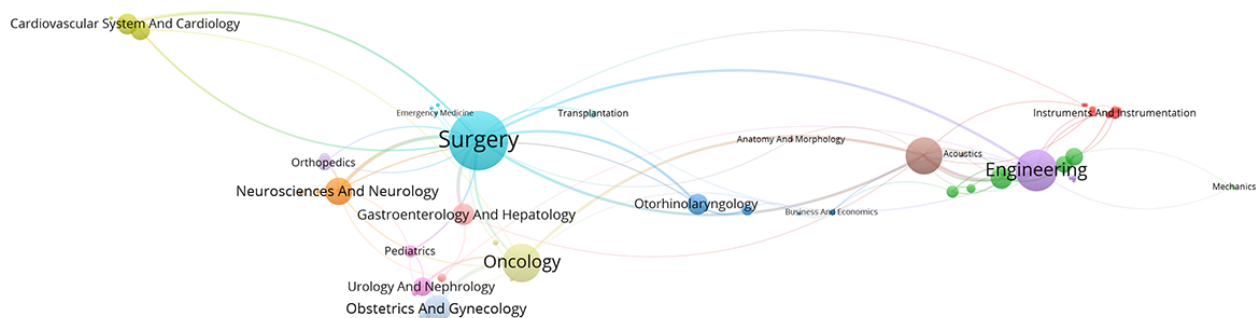 Cardiovascular System And Cardiology
Emergency Medicine
Transplantation
Instruments And Instrumentation
Surgery
Anatomy And Morphology
Acoustics
Orthopedics
Engineering
Neurosciences And Neurology
Mechanics
Otorhinolaryngology
Business And Economics
Gastroenterology And Hepatology
Pediatrics
Oncology
Urology And Nephrology
Obstetrics And Gynecology